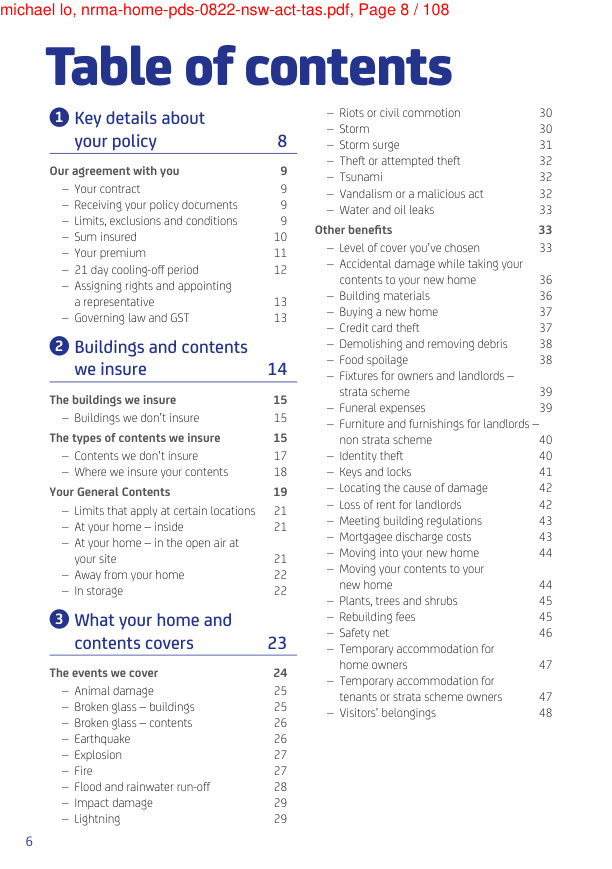 michael lo, nrma-home-pds-0822-nsw-act-tas.pdf, Page 8 / 108
Table of contents
1 Key details about
your policy 8
Our agreement with you 9
– Your contract 9
– Receiving your policy documents 9
– Limits, exclusions and conditions 9
– Sum insured 10
– Your premium 11
– 21 day cooling-off period 12
– Assigning rights and appointing
a representative 13
– Governing law and GST 13
2 Buildings and contents
we insure 14
The buildings we insure 15
– Buildings we don't insure 15
The types of contents we insure 15
– Contents we don't insure 17
– Where we insure your contents 18
Your General Contents 19
– Limits that apply at certain locations 21
– At your home – inside 21
– At your home – in the open air at
your site 21
– Away from your home 22
– In storage 22
3 What your home and
contents covers 23
The events we cover 24
– Animal damage 25
– Broken glass – buildings 25
– Broken glass – contents 26
– Earthquake 26
– Explosion 27
– Fire 27
– Flood and rainwater run-off 28
– Impact damage 29
– Lightning 29
– Riots or civil commotion 30
– Storm 30
– Storm surge 31
– Theft or attempted theft 32
– Tsunami 32
– Vandalism or a malicious act 32
– Water and oil leaks 33
Other benefits 33
– Level of cover you've chosen 33
– Accidental damage while taking your
contents to your new home 36
– Building materials 36
– Buying a new home 37
– Credit card theft 37
– Demolishing and removing debris 38
– Food spoilage 38
– Fixtures for owners and landlords –
strata scheme 39
– Funeral expenses 39
– Furniture and furnishings for landlords –
non strata scheme 40
– Identity theft 40
– Keys and locks 41
– Locating the cause of damage 42
– Loss of rent for landlords 42
– Meeting building regulations 43
– Mortgagee discharge costs 43
– Moving into your new home 44
– Moving your contents to your
new home 44
– Plants, trees and shrubs 45
– Rebuilding fees 45
– Safety net 46
– Temporary accommodation for
home owners 47
– Temporary accommodation for
tenants or strata scheme owners 47
– Visitors' belongings 48
6